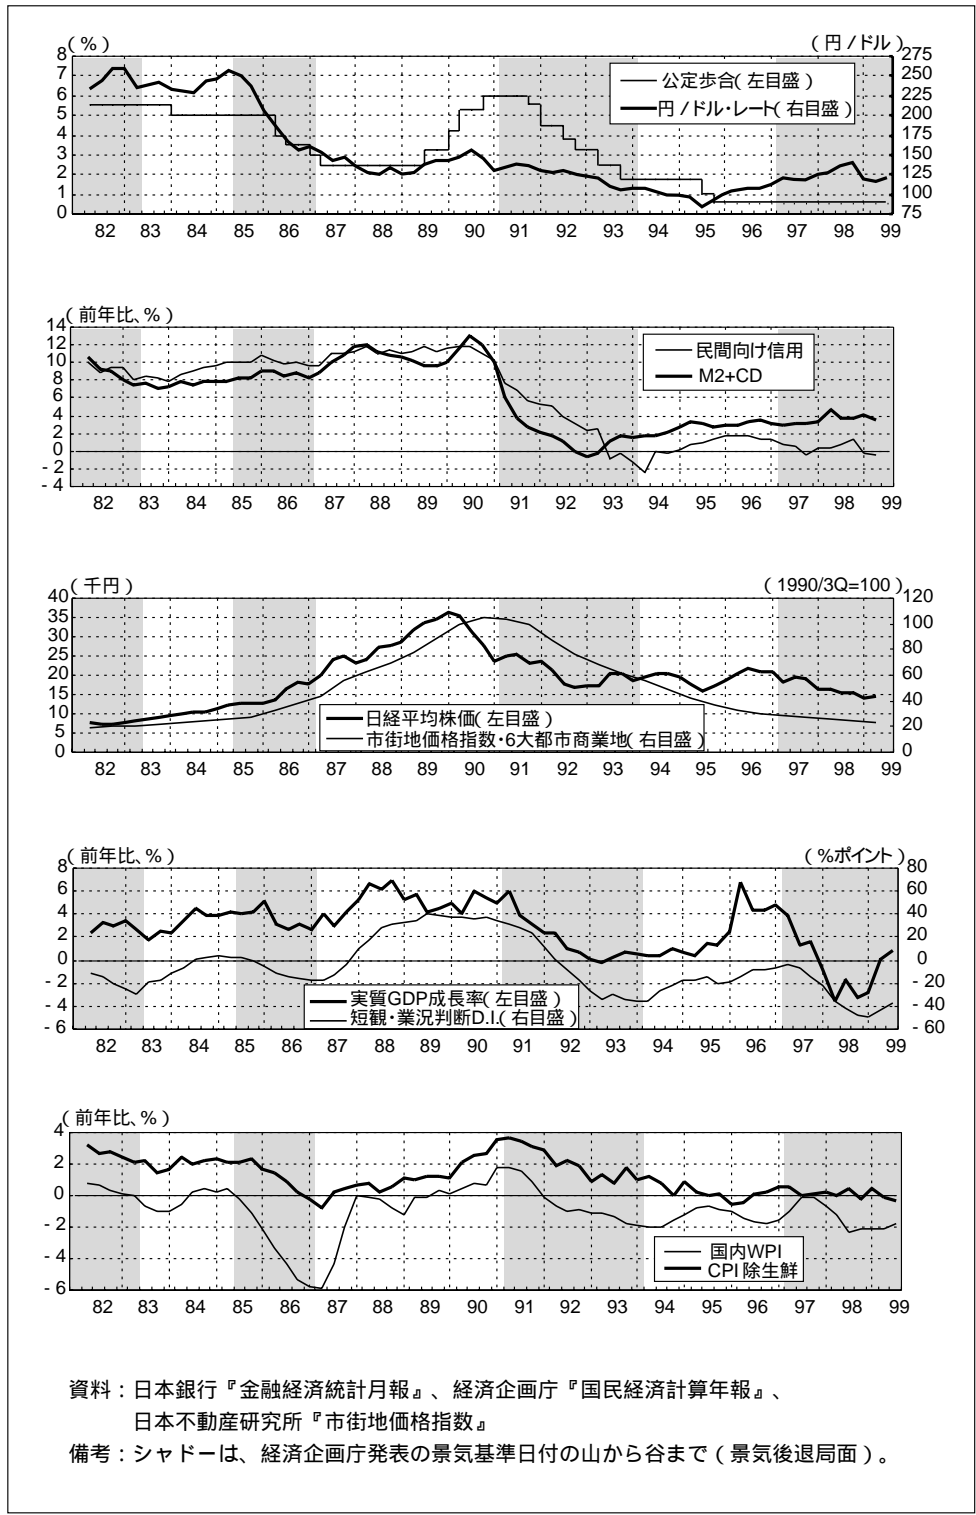 (%) (円/ドル)
8 275
7 250
6 225
5 200
4 175
3 150
2 125
1 100
0 75
公定歩合(左目盛)
円/ドル・レート(右目盛)
82 83 84 85 86 87 88 89 90 91 92 93 94 95 96 97 98 99
(前年比、%)
14
12
10
8
6
4
2
0
-2
-4
民間向け信用
M2+CD
82 83 84 85 86 87 88 89 90 91 92 93 94 95 96 97 98 99
(千円) (1990/3Q=100)
40 120
35 100
30
25 80
20 60
15
10 40
5 20
0 0
日経平均株価(左目盛)
市街地価格指数・6大都市商業地(右目盛)
82 83 84 85 86 87 88 89 90 91 92 93 94 95 96 97 98 99
(前年比、%) (%ポイント)
8 80
6 60
4 40
2 20
0 0
-2 -20
-4 -40
-6 -60
実質GDP成長率(左目盛)
短観・業況判断D.I.(右目盛)
82 83 84 85 86 87 88 89 90 91 92 93 94 95 96 97 98 99
(前年比、%)
4
2
0
-2
-4
-6
国内WPI
CPI除生鮮
82 83 84 85 86 87 88 89 90 91 92 93 94 95 96 97 98 99
資料:日本銀行『金融経済統計月報』、経済企画庁『国民経済計算年報』、
日本不動産研究所『市街地価格指数』
備考:シャドーは、経済企画庁発表の景気基準日付の山から谷まで(景気後退局面)。